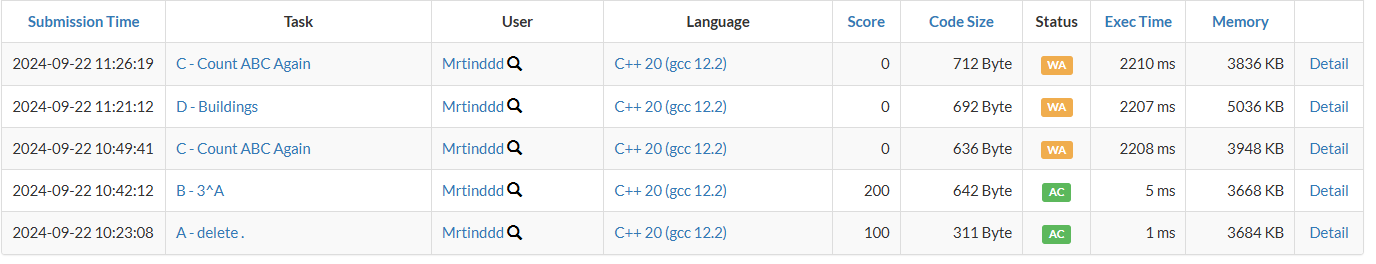 Submission Time Task User Language Score Code Size Status Exec Time Memory
2024-09-22 11:26:19 C - Count ABC Again Mrtinddd C++ 20 (gcc 12.2) 0 712 Byte WA 2210 ms 3836 KB Detail
2024-09-22 11:21:12 D - Buildings Mrtinddd C++ 20 (gcc 12.2) 0 692 Byte WA 2207 ms 5036 KB Detail
2024-09-22 10:49:41 C - Count ABC Again Mrtinddd C++ 20 (gcc 12.2) 0 636 Byte WA 2208 ms 3948 KB Detail
2024-09-22 10:42:12 B - 3^A Mrtinddd C++ 20 (gcc 12.2) 200 642 Byte AC 5 ms 3668 KB Detail
2024-09-22 10:23:08 A - delete . Mrtinddd C++ 20 (gcc 12.2) 100 311 Byte AC 1 ms 3684 KB Detail